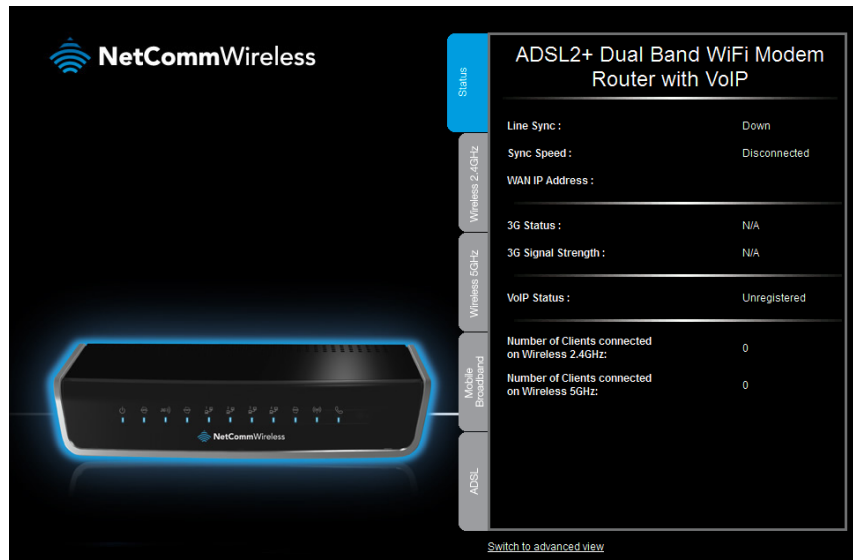 NetCommWireless
Status
Wireless 2.4GHz
Wireless 5GHz
Mobile
Broadband
ADSL
ADSL2+ Dual Band WiFi Modem
Router with VoIP
Line Sync : Down
Sync Speed : Disconnected
WAN IP Address :
3G Status : N/A
3G Signal Strength : N/A
VoIP Status : Unregistered
Number of Clients connected
on Wireless 2.4GHz: 0
Number of Clients connected
on Wireless 5GHz: 0
NetCommWireless
Switch to advanced view